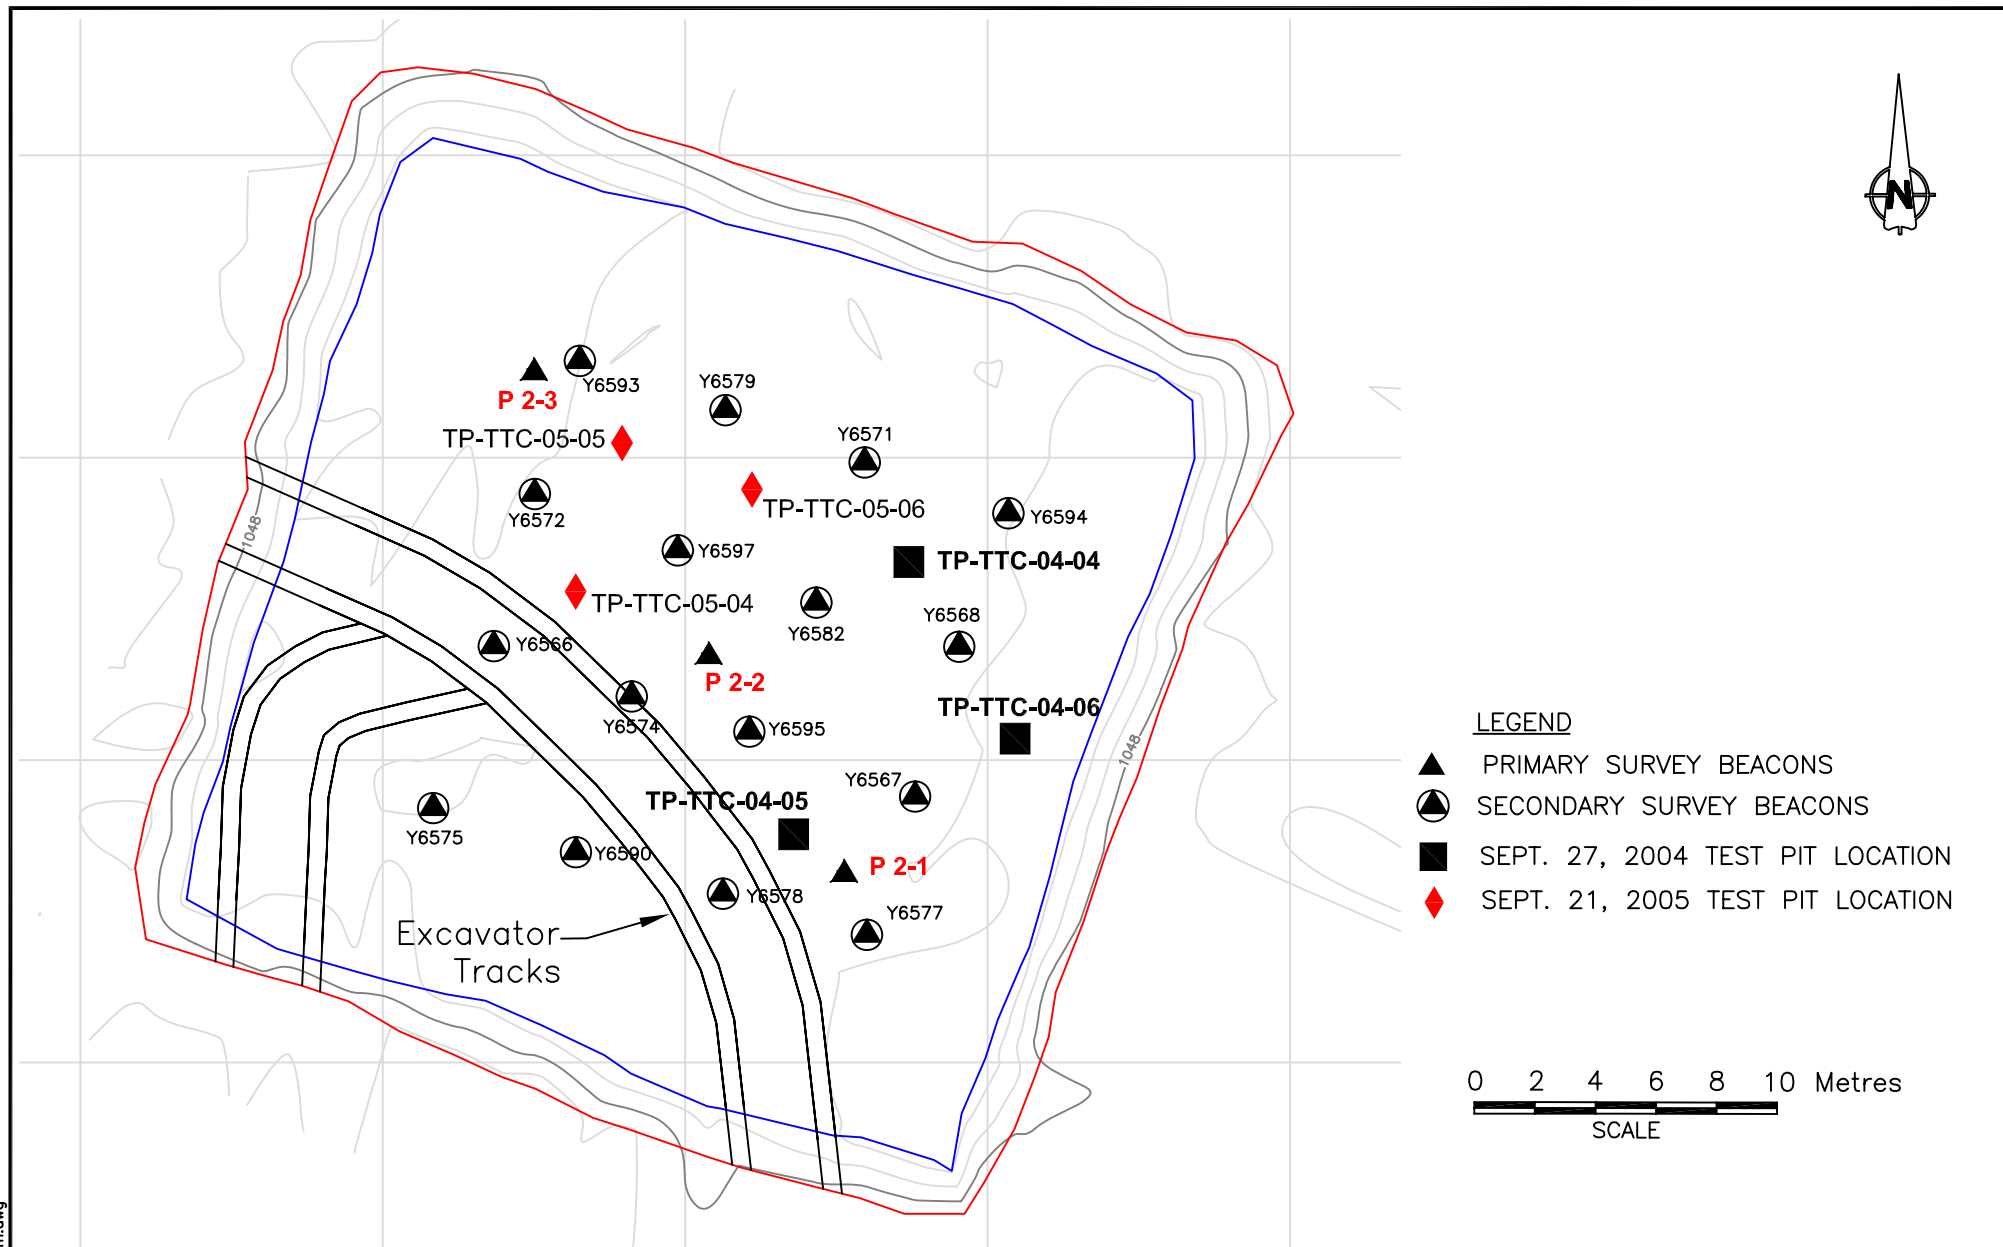 N
Y6593
Y6579
P 2-3
TP-TTC-05-05
Y6571
Y6572
TP-TTC-05-06
Y6594
1048
Y6597
TP-TTC-04-04
TP-TTC-05-04
Y6568
Y6582
Y6566
P 2-2
TP-TTC-04-06
Y6574
Y6595
1048
Y6567
TP-TTC-04-05
Y6575
Y6590
P 2-1
Y6578
Y6577
Excavator
Tracks
LEGEND
PRIMARY SURVEY BEACONS
SECONDARY SURVEY BEACONS
SEPT. 27, 2004 TEST PIT LOCATION
SEPT. 21, 2005 TEST PIT LOCATION
0 2 4 6 8 10 Metres
SCALE